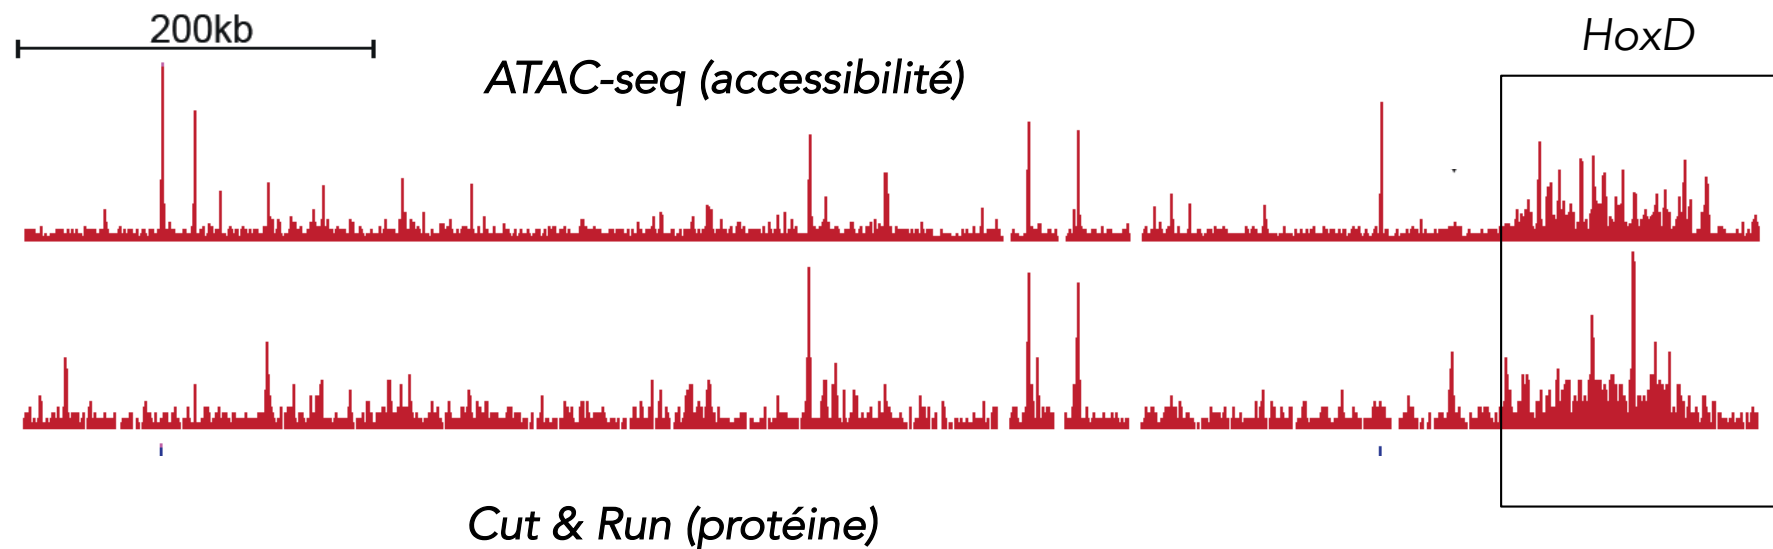 200kb
HoxD
ATAC-seq (accessibilité)
Cut & Run (protéine)